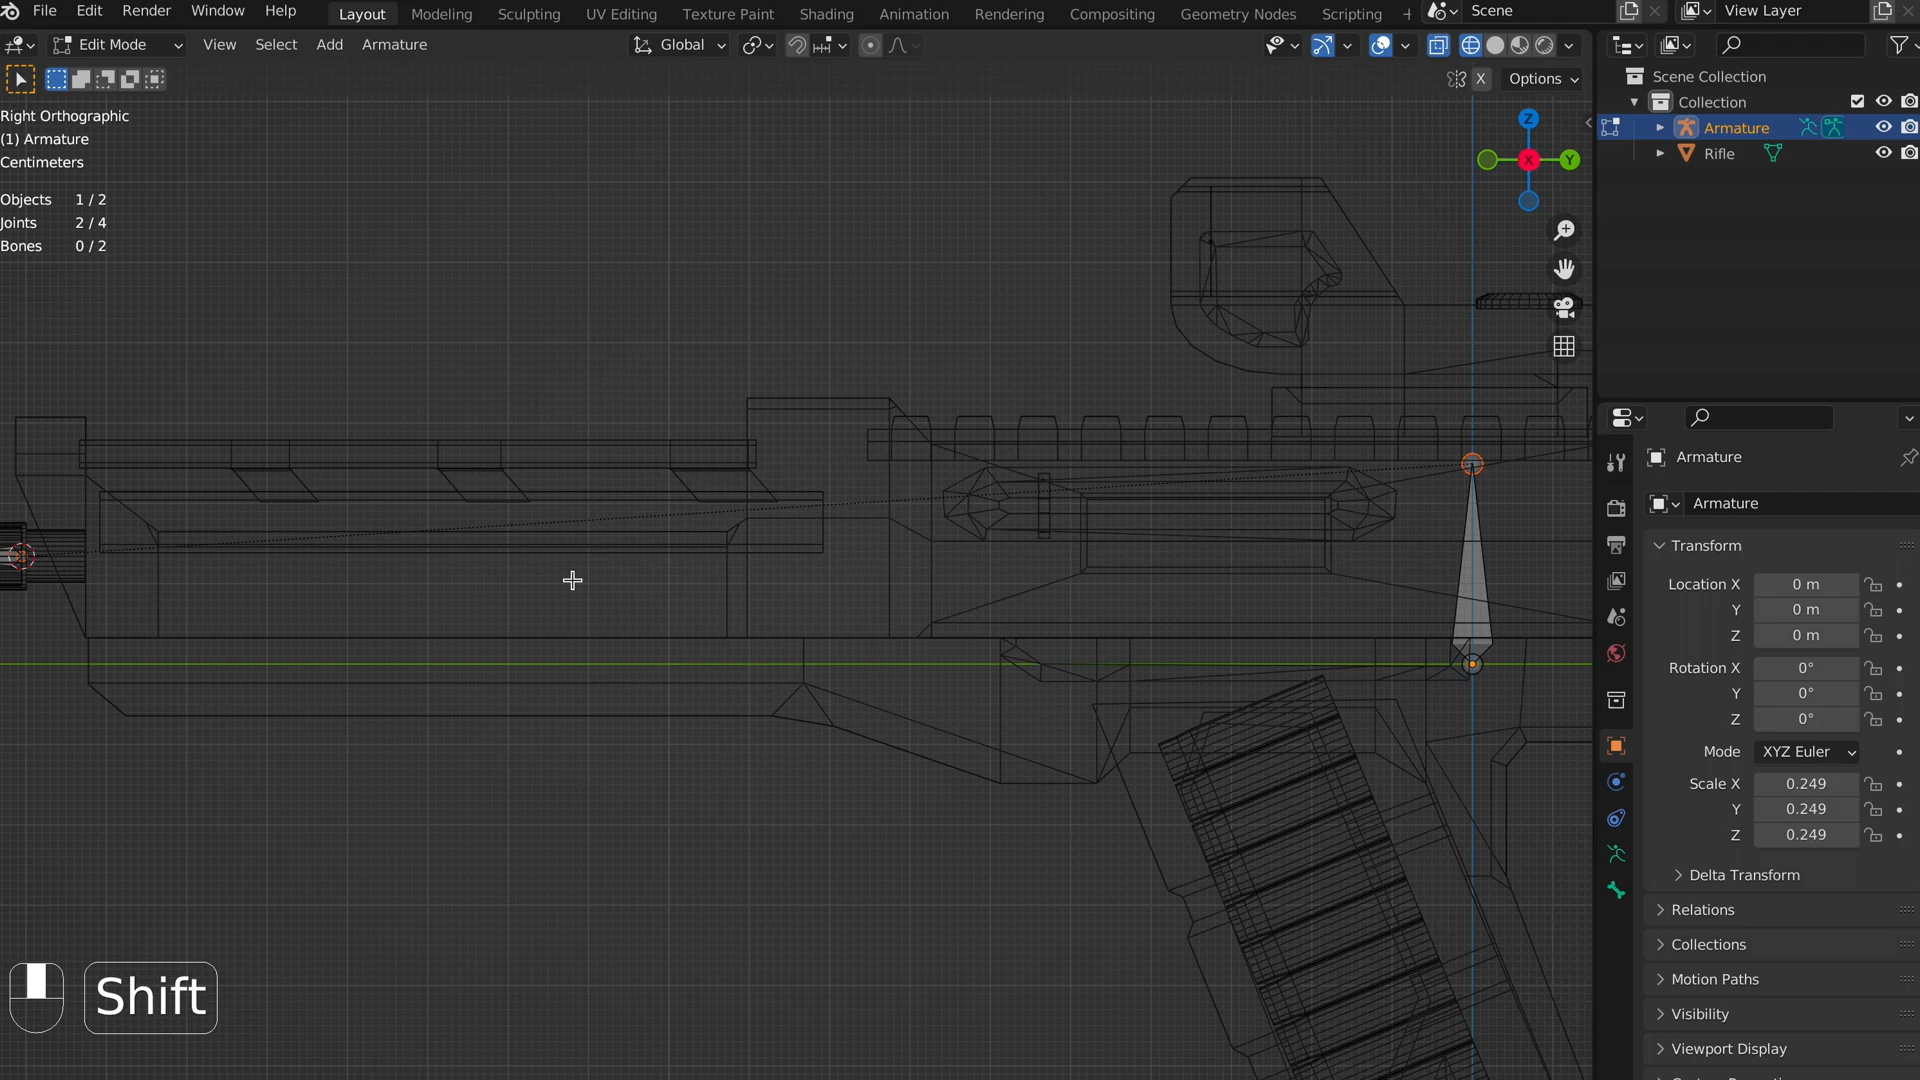 File Edit Render Window Help Layout Modeling Sculpting UV Editing Texture Paint Shading Animation Rendering Compositing Geometry Nodes Scripting + Scene View Layer
Edit Mode View Select Add Armature Global
X Options
Right Orthographic
(1) Armature
Centimeters
Objects 1 / 2
Joints 2 / 4
Bones 0 / 2
Z
X
Y
Scene Collection
Collection
Armature
Rifle
Armature
Armature
Transform
Location X 0 m
Y 0 m
Z 0 m
Rotation X 0°
Y 0°
Z 0°
Mode XYZ Euler
Scale X 0.249
Y 0.249
Z 0.249
Delta Transform
Relations
Collections
Motion Paths
Visibility
Viewport Display
Shift